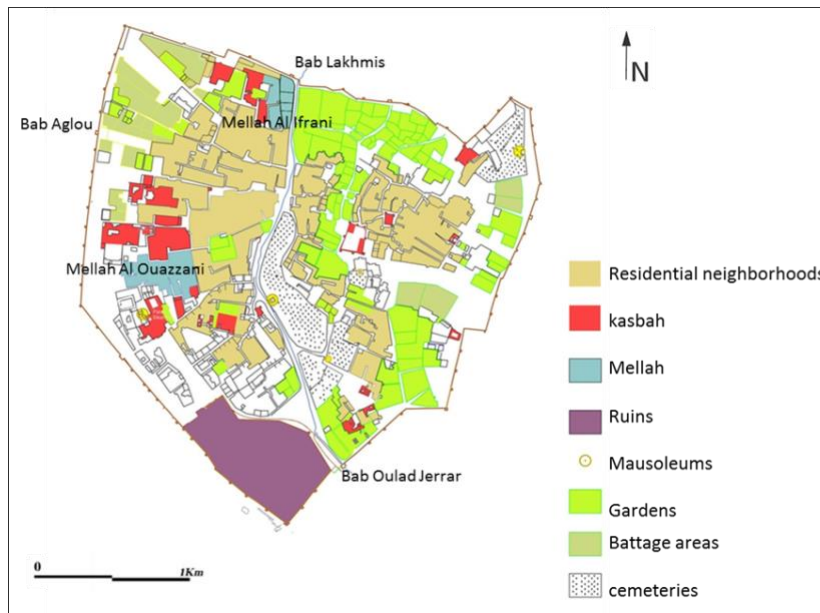 Bab Lakhmis
N
Bab Aglou
Mellah Al Ifrani
Mellah Al Ouazzani
Bab Oulad Jerrar
Residential neighborhoods
kasbah
Mellah
Ruins
Mausoleums
Gardens
Battage areas
cemeteries
0
1Km